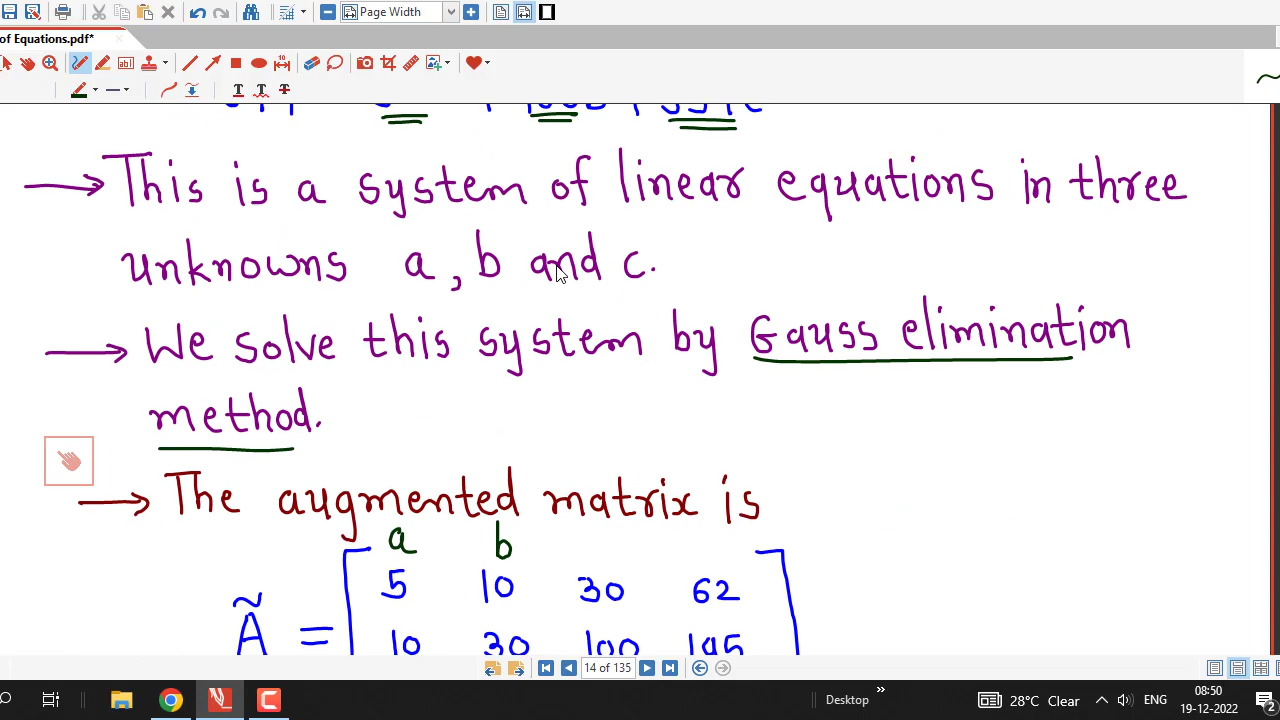 Page Width
of Equations.pdf*
→ This is a system of linear equations in three
unknowns a, b and c.
→ We solve this system by Gauss elimination
method.
→ The augmented matrix is
a b
5 10 30 62
Ã =
10 30 100 195
14 of 135
Desktop »
28°C Clear
ENG
08:50
19-12-2022
2